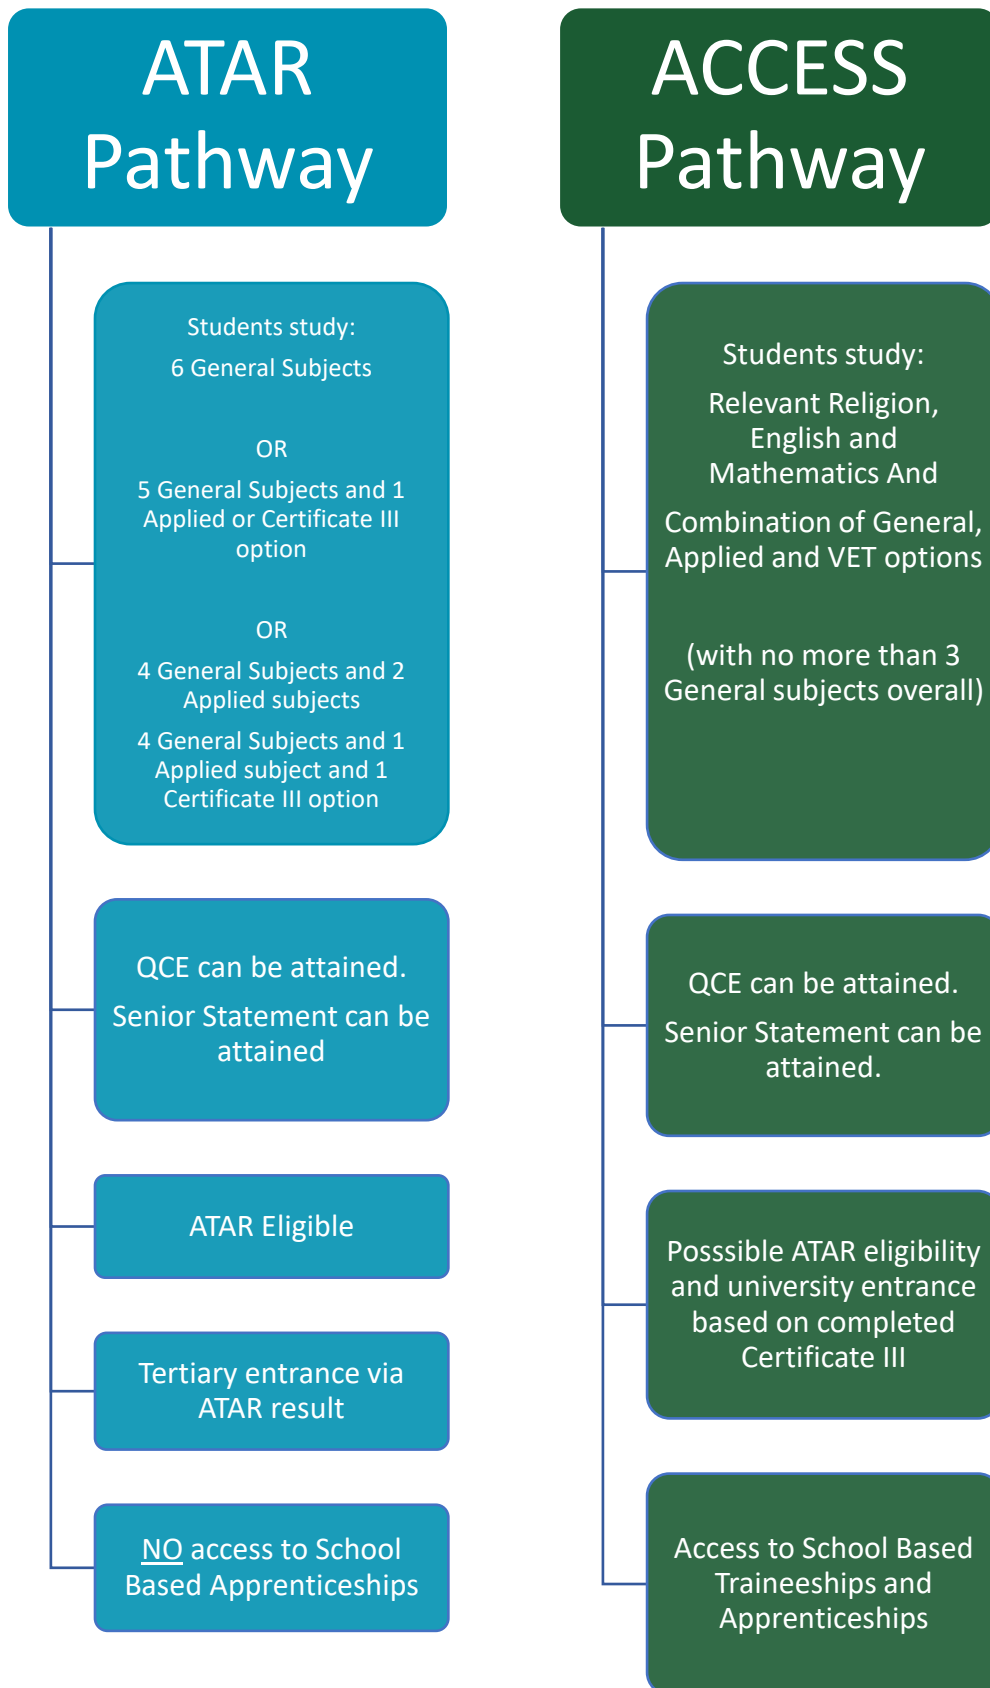 ATAR
Pathway
Students study:
6 General Subjects
OR
5 General Subjects and 1
Applied or Certificate III
option
OR
4 General Subjects and 2
Applied subjects
4 General Subjects and 1
Applied subject and 1
Certificate III option
QCE can be attained.
Senior Statement can be
attained
ATAR Eligible
Tertiary entrance via
ATAR result
NO access to School
Based Apprenticeships
ACCESS
Pathway
Students study:
Relevant Religion,
English and
Mathematics And
Combination of General,
Applied and VET options
(with no more than 3
General subjects overall)
QCE can be attained.
Senior Statement can be
attained.
Posssible ATAR eligibility
and university entrance
based on completed
Certificate III
Access to School Based
Traineeships and
Apprenticeships